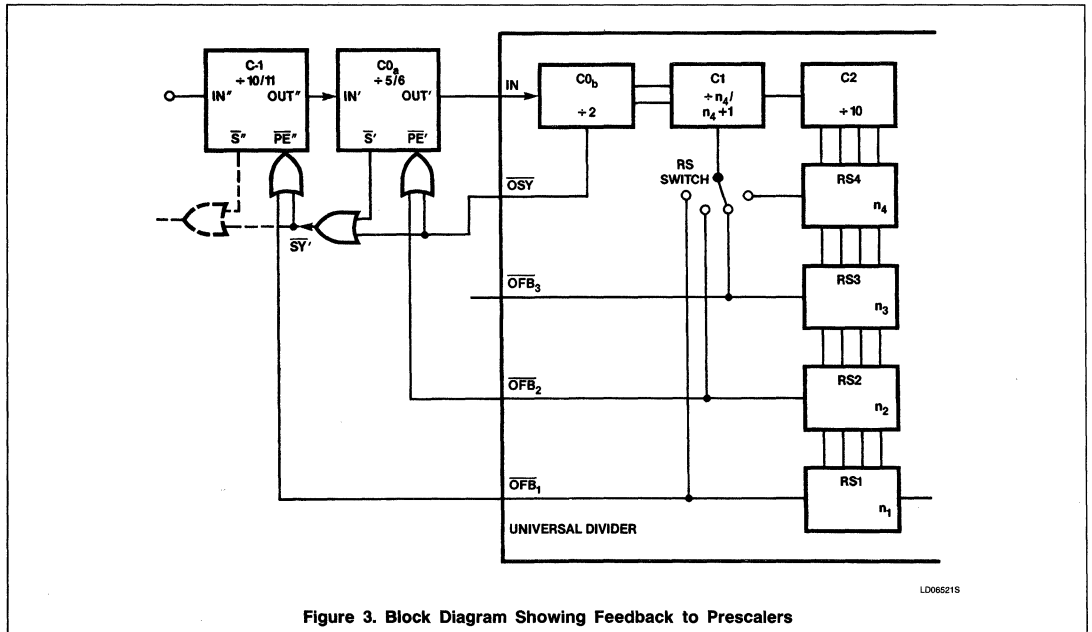 C-1
÷ 10/11
IN" OUT"
S̅" P̅E̅"
C0a
÷ 5/6
IN' OUT'
S̅' P̅E̅'
S̅Y̅'
IN
C0b
÷ 2
C1
÷ n4/
n4 +1
C2
÷ 10
O̅S̅Y̅
RS
SWITCH
RS4
n4
O̅F̅B̅3
RS3
n3
O̅F̅B̅2
RS2
n2
O̅F̅B̅1
RS1
n1
UNIVERSAL DIVIDER
LD06521S
Figure 3. Block Diagram Showing Feedback to Prescalers